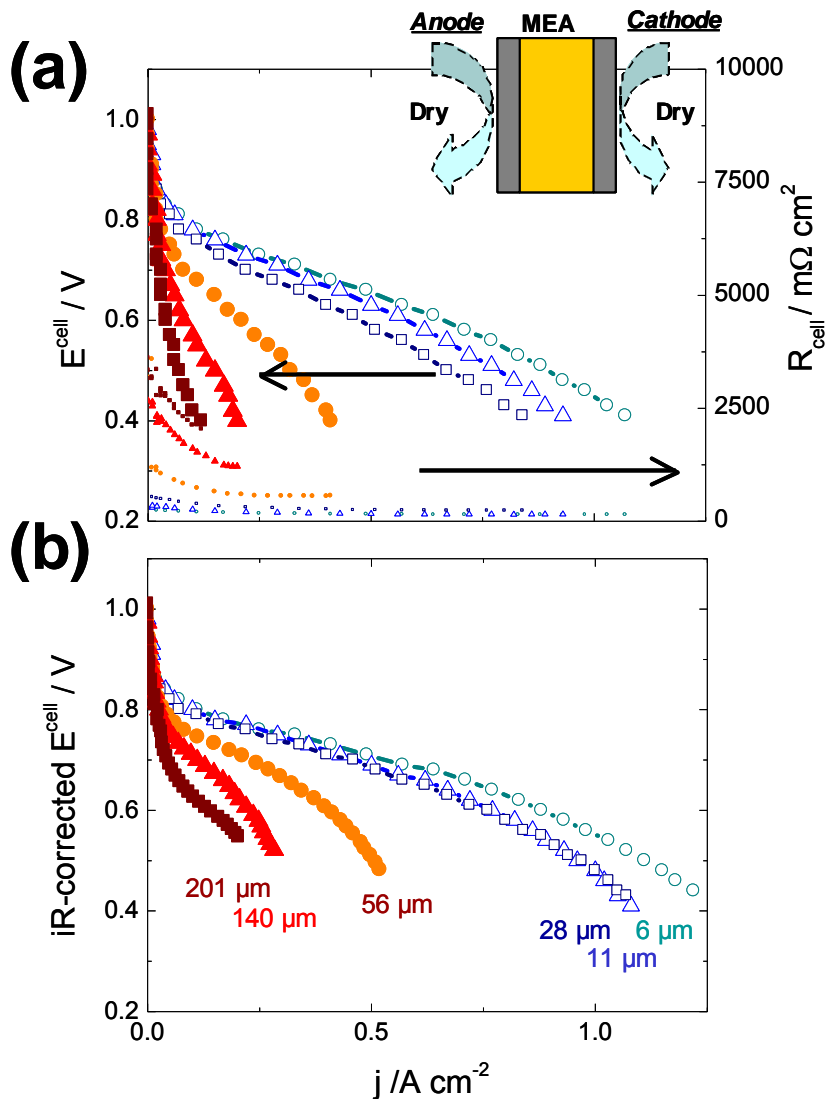 Anode MEA Cathode
(a)
Dry Dry
10000
7500
5000
2500
0
R_cell / mΩ cm²
1.0
0.8
0.6
0.4
0.2
E^cell / V
(b)
1.0
0.8
0.6
0.4
0.2
iR-corrected E^cell / V
201 µm
140 µm
56 µm
28 µm 6 µm
11 µm
0.0 0.5 1.0
j /A cm⁻²